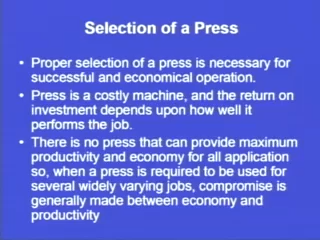 Selection of a Press
• Proper selection of a press is necessary for
successful and economical operation.
• Press is a costly machine, and the return on
investment depends upon how well it
performs the job.
• There is no press that can provide maximum
productivity and economy for all application
so, when a press is required to be used for
several widely varying jobs, compromise is
generally made between economy and
productivity